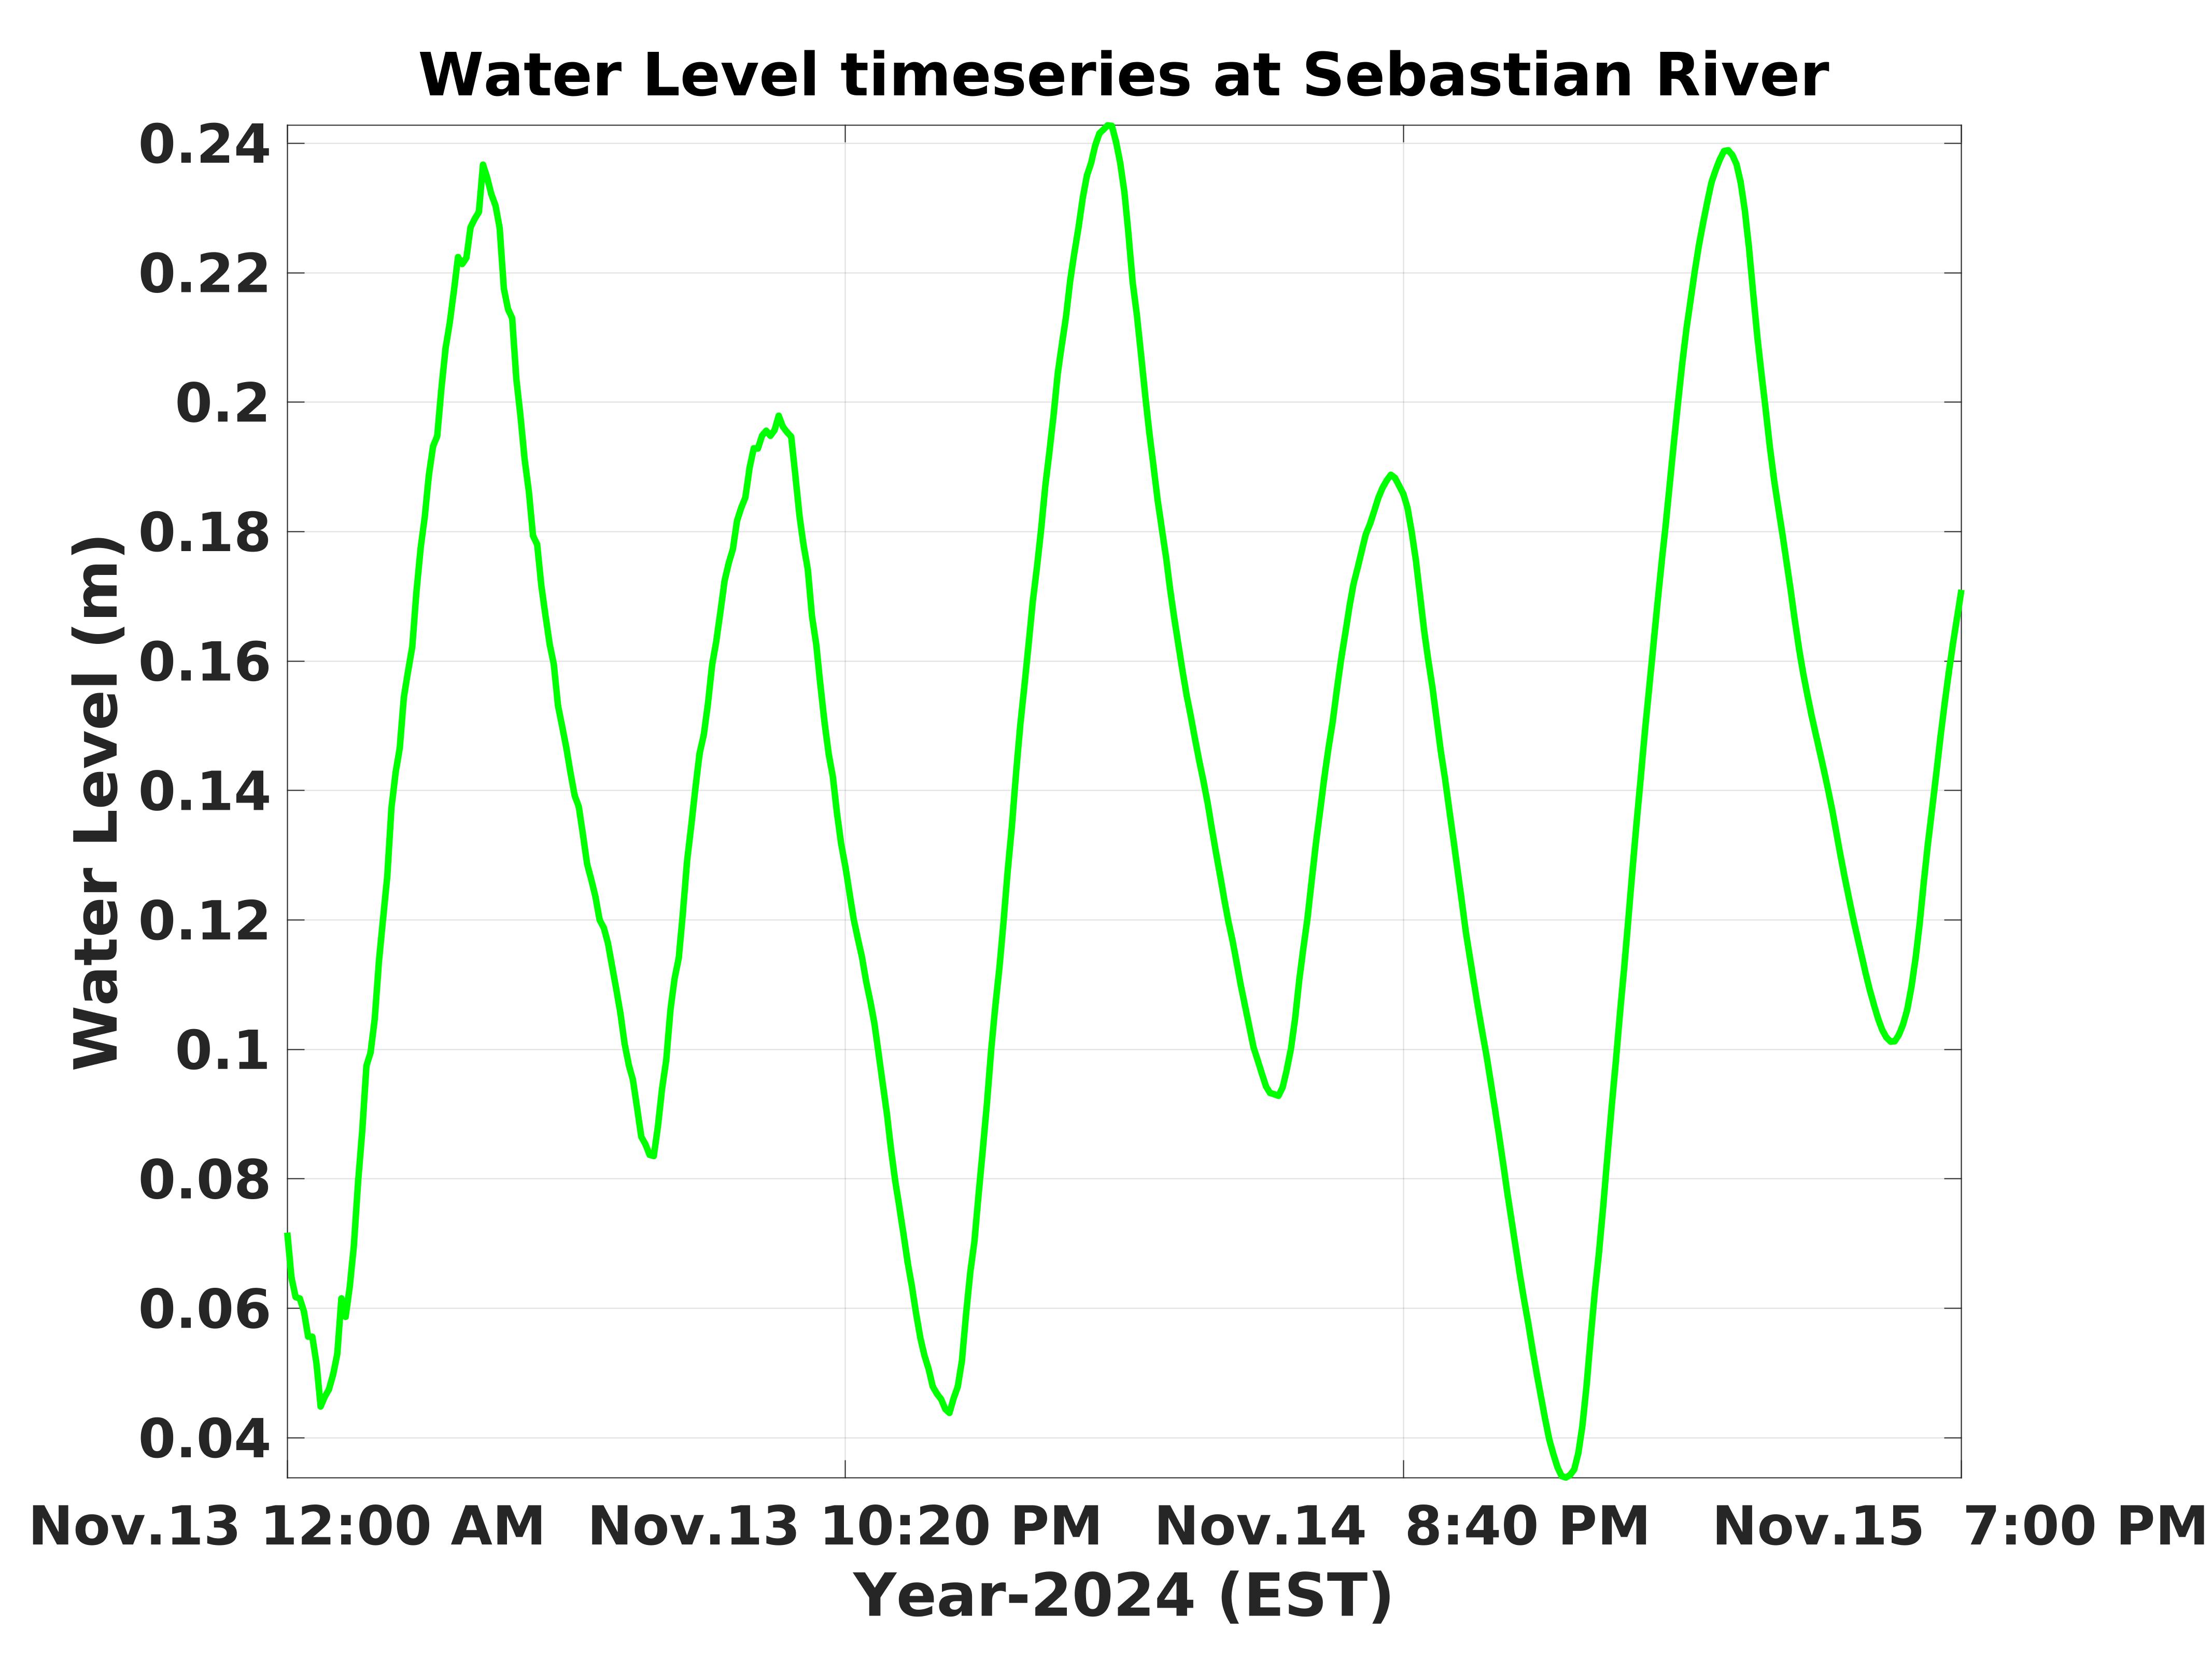 Water Level timeseries at Sebastian River
0.24
0.22
0.2
0.18
0.16
0.14
0.12
0.1
0.08
0.06
0.04
Water Level (m)
Nov.13 12:00 AM Nov.13 10:20 PM Nov.14 8:40 PM Nov.15 7:00 PM
Year-2024 (EST)